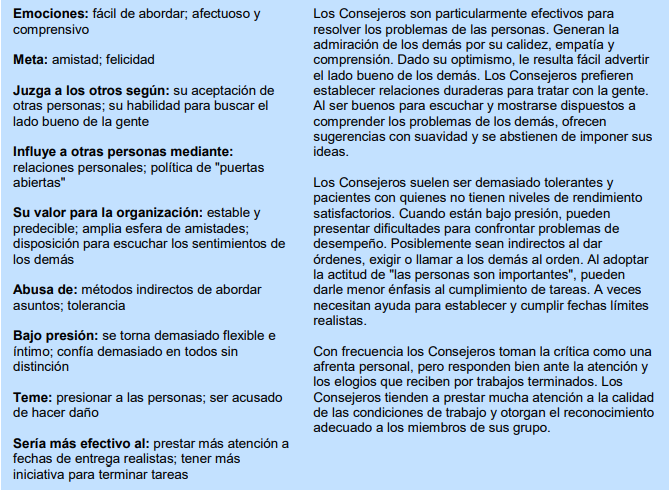 Emociones: fácil de abordar; afectuoso y
comprensivo
Meta: amistad; felicidad
Juzga a los otros según: su aceptación de
otras personas; su habilidad para buscar el
lado bueno de la gente
Influye a otras personas mediante:
relaciones personales; política de "puertas
abiertas"
Su valor para la organización: estable y
predecible; amplia esfera de amistades;
disposición para escuchar los sentimientos de
los demás
Abusa de: métodos indirectos de abordar
asuntos; tolerancia
Bajo presión: se torna demasiado flexible e
íntimo; confía demasiado en todos sin
distinción
Teme: presionar a las personas; ser acusado
de hacer daño
Sería más efectivo al: prestar más atención a
fechas de entrega realistas; tener más
iniciativa para terminar tareas
Los Consejeros son particularmente efectivos para
resolver los problemas de las personas. Generan la
admiración de los demás por su calidez, empatía y
comprensión. Dado su optimismo, le resulta fácil advertir
el lado bueno de los demás. Los Consejeros prefieren
establecer relaciones duraderas para tratar con la gente.
Al ser buenos para escuchar y mostrarse dispuestos a
comprender los problemas de los demás, ofrecen
sugerencias con suavidad y se abstienen de imponer sus
ideas.
Los Consejeros suelen ser demasiado tolerantes y
pacientes con quienes no tienen niveles de rendimiento
satisfactorios. Cuando están bajo presión, pueden
presentar dificultades para confrontar problemas de
desempeño. Posiblemente sean indirectos al dar
órdenes, exigir o llamar a los demás al orden. Al adoptar
la actitud de "las personas son importantes", pueden
darle menor énfasis al cumplimiento de tareas. A veces
necesitan ayuda para establecer y cumplir fechas límites
realistas.
Con frecuencia los Consejeros toman la crítica como una
afrenta personal, pero responden bien ante la atención y
los elogios que reciben por trabajos terminados. Los
Consejeros tienden a prestar mucha atención a la calidad
de las condiciones de trabajo y otorgan el reconocimiento
adecuado a los miembros de sus grupo.